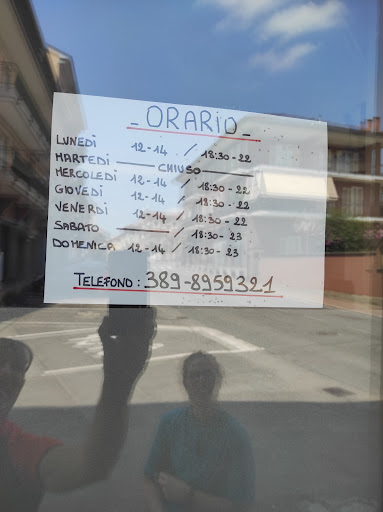 - ORARIO -
LUNEDÌ 12-14 / 18:30-22
MARTEDÌ —— CHIUSO ——
MERCOLEDÌ 12-14 / 18:30-22
GIOVEDÌ 12-14 / 18:30-22
VENERDÌ 12-14 / 18:30-22
SABATO —— / 18:30-23
DOMENICA 12-14 / 18:30-23
TELEFONO: 389-8959321